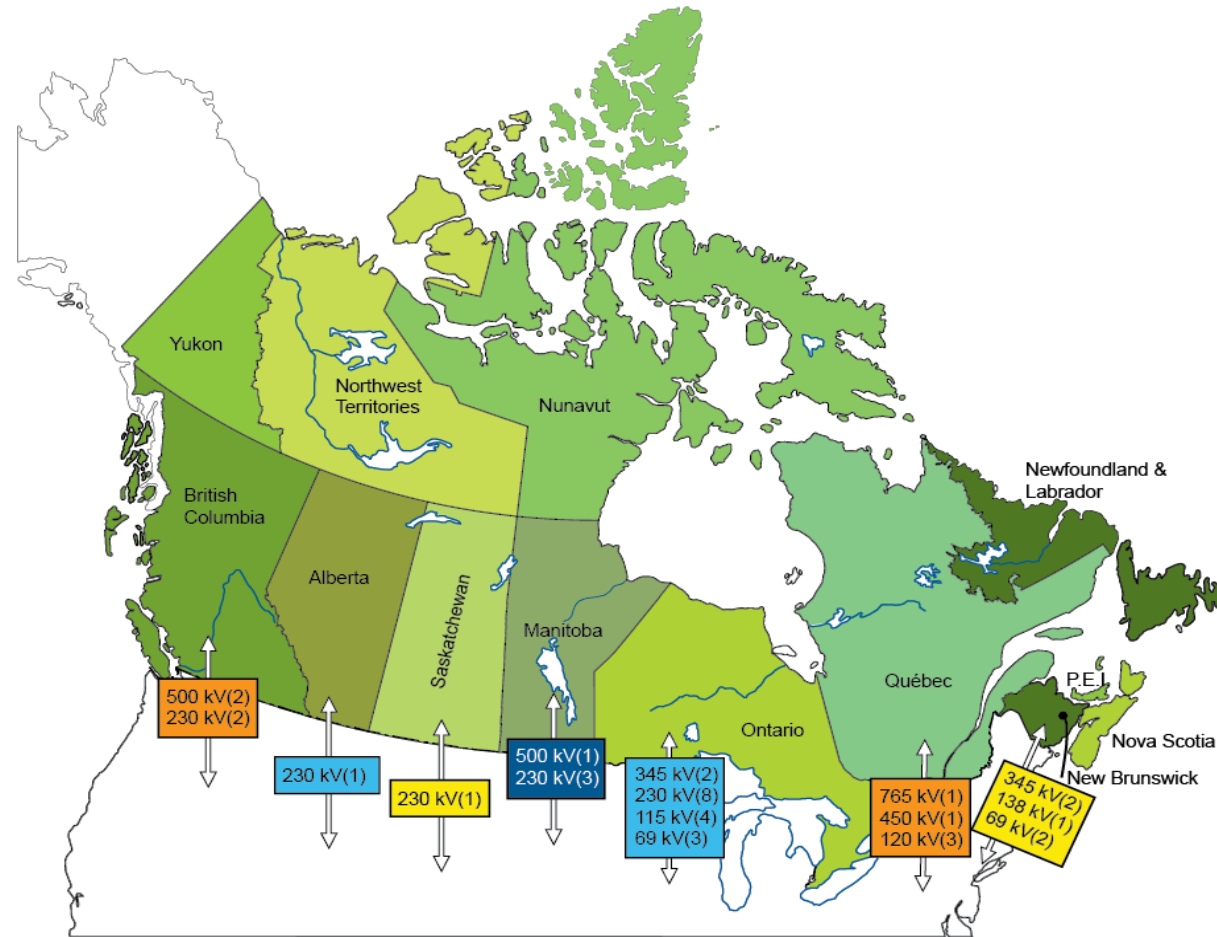 Yukon
Northwest
Territories
Nunavut
Newfoundland &
Labrador
British
Columbia
Alberta
Saskatchewan
Manitoba
Ontario
Québec
P.E.I.
Nova Scotia
New Brunswick
500 kV(2)
230 kV(2)
230 kV(1)
230 kV(1)
500 kV(1)
230 kV(3)
345 kV(2)
230 kV(8)
115 kV(4)
69 kV(3)
765 kV(1)
450 kV(1)
120 kV(3)
345 kV(2)
138 kV(1)
69 kV(2)